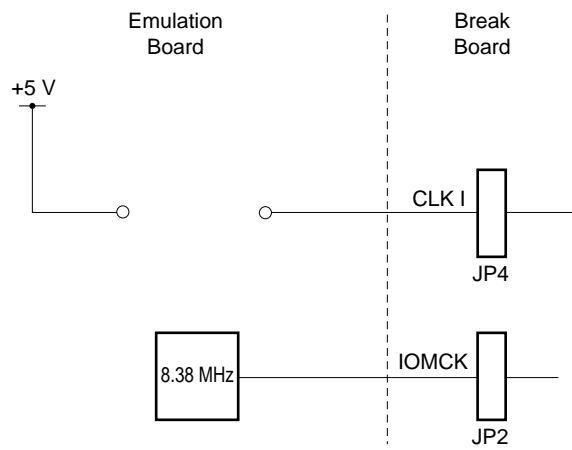 Emulation
Board
Break
Board
+5 V
CLK I
JP4
8.38 MHz
IOMCK
JP2